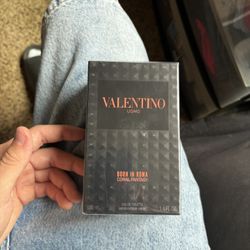 VALENTINO
UOMO
BORN IN ROMA
CORAL FANTASY
EAU DE TOILETTE